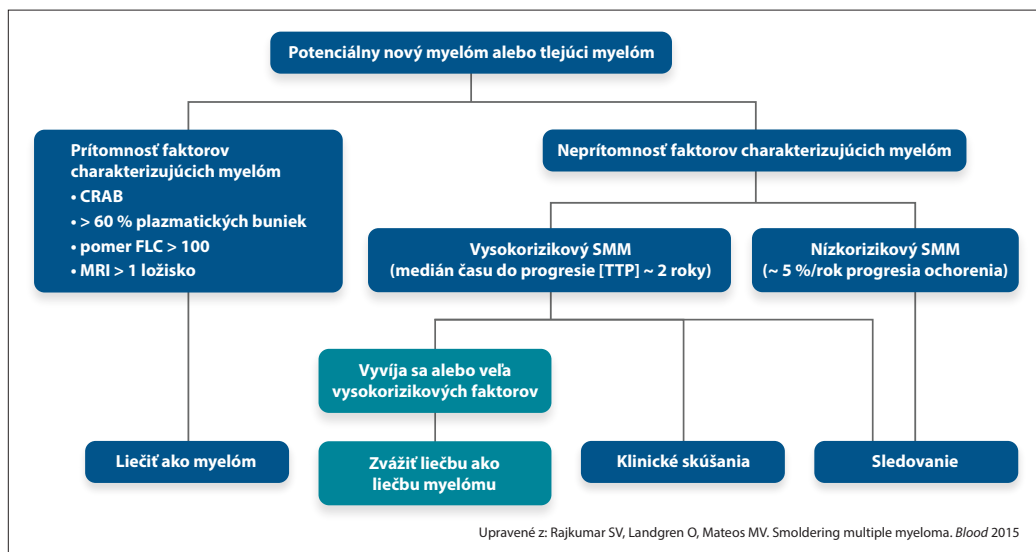 Potenciálny nový myelóm alebo tlejúci myelóm
Prítomnosť faktorov
charakterizujúcich myelóm
• CRAB
• > 60 % plazmatických buniek
• pomer FLC > 100
• MRI > 1 ložisko
Neprítomnosť faktorov charakterizujúcich myelóm
Vysokorizikový SMM
(medián času do progresie [TTP] ~ 2 roky)
Nízkorizikový SMM
(~ 5 %/rok progresia ochorenia)
Vyvíja sa alebo veľa
vysokorizikových faktorov
Liečiť ako myelóm
Zvážiť liečbu ako
liečbu myelómu
Klinické skúšania
Sledovanie
Upravené z: Rajkumar SV, Landgren O, Mateos MV. Smoldering multiple myeloma. Blood 2015